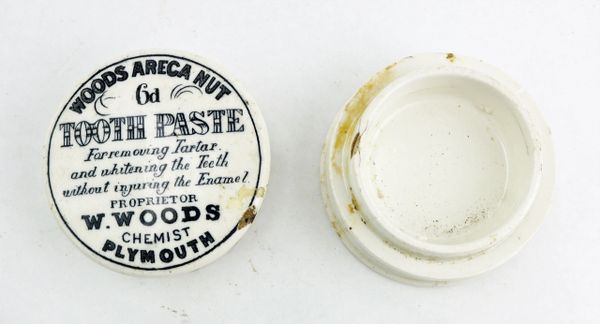 WOODS ARECA NUT
6d
TOOTH PASTE
For removing Tartar.
and whitening the Teeth
without injuring the Enamel.
PROPRIETOR
W. WOODS
CHEMIST
PLYMOUTH